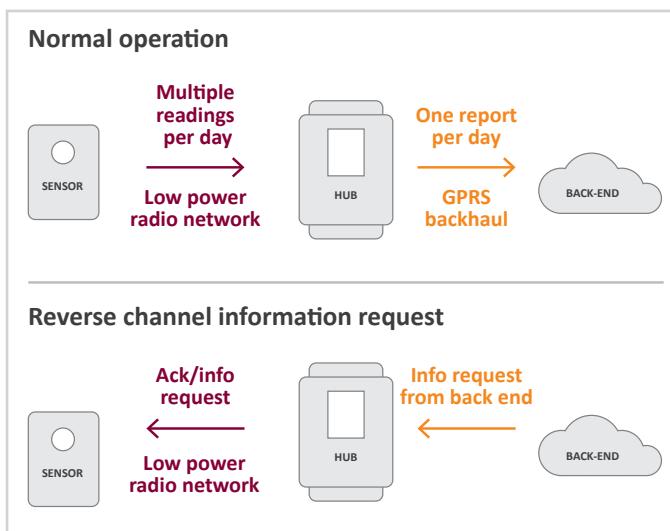 Normal operation
Multiple
readings
per day
One report
per day
SENSOR
HUB
BACK-END
Low power
radio network
GPRS
backhaul
Reverse channel information request
Ack/info
request
Info request
from back end
SENSOR
HUB
BACK-END
Low power
radio network